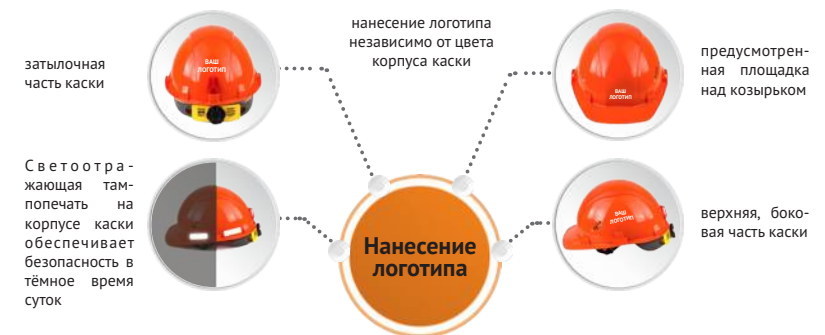 нанесение логотипа
независимо от цвета
корпуса каски
затылочная
часть каски
ВАШ
ЛОГОТИП
ВАШ
ЛОГОТИП
предусмотрен-
ная площадка
над козырьком
Светоотра-
жающая там-
попечать на
корпусе каски
обеспечивает
безопасность в
тёмное время
суток
Нанесение
логотипа
ВАШ
ЛОГОТИП
верхняя, боко-
вая часть каски